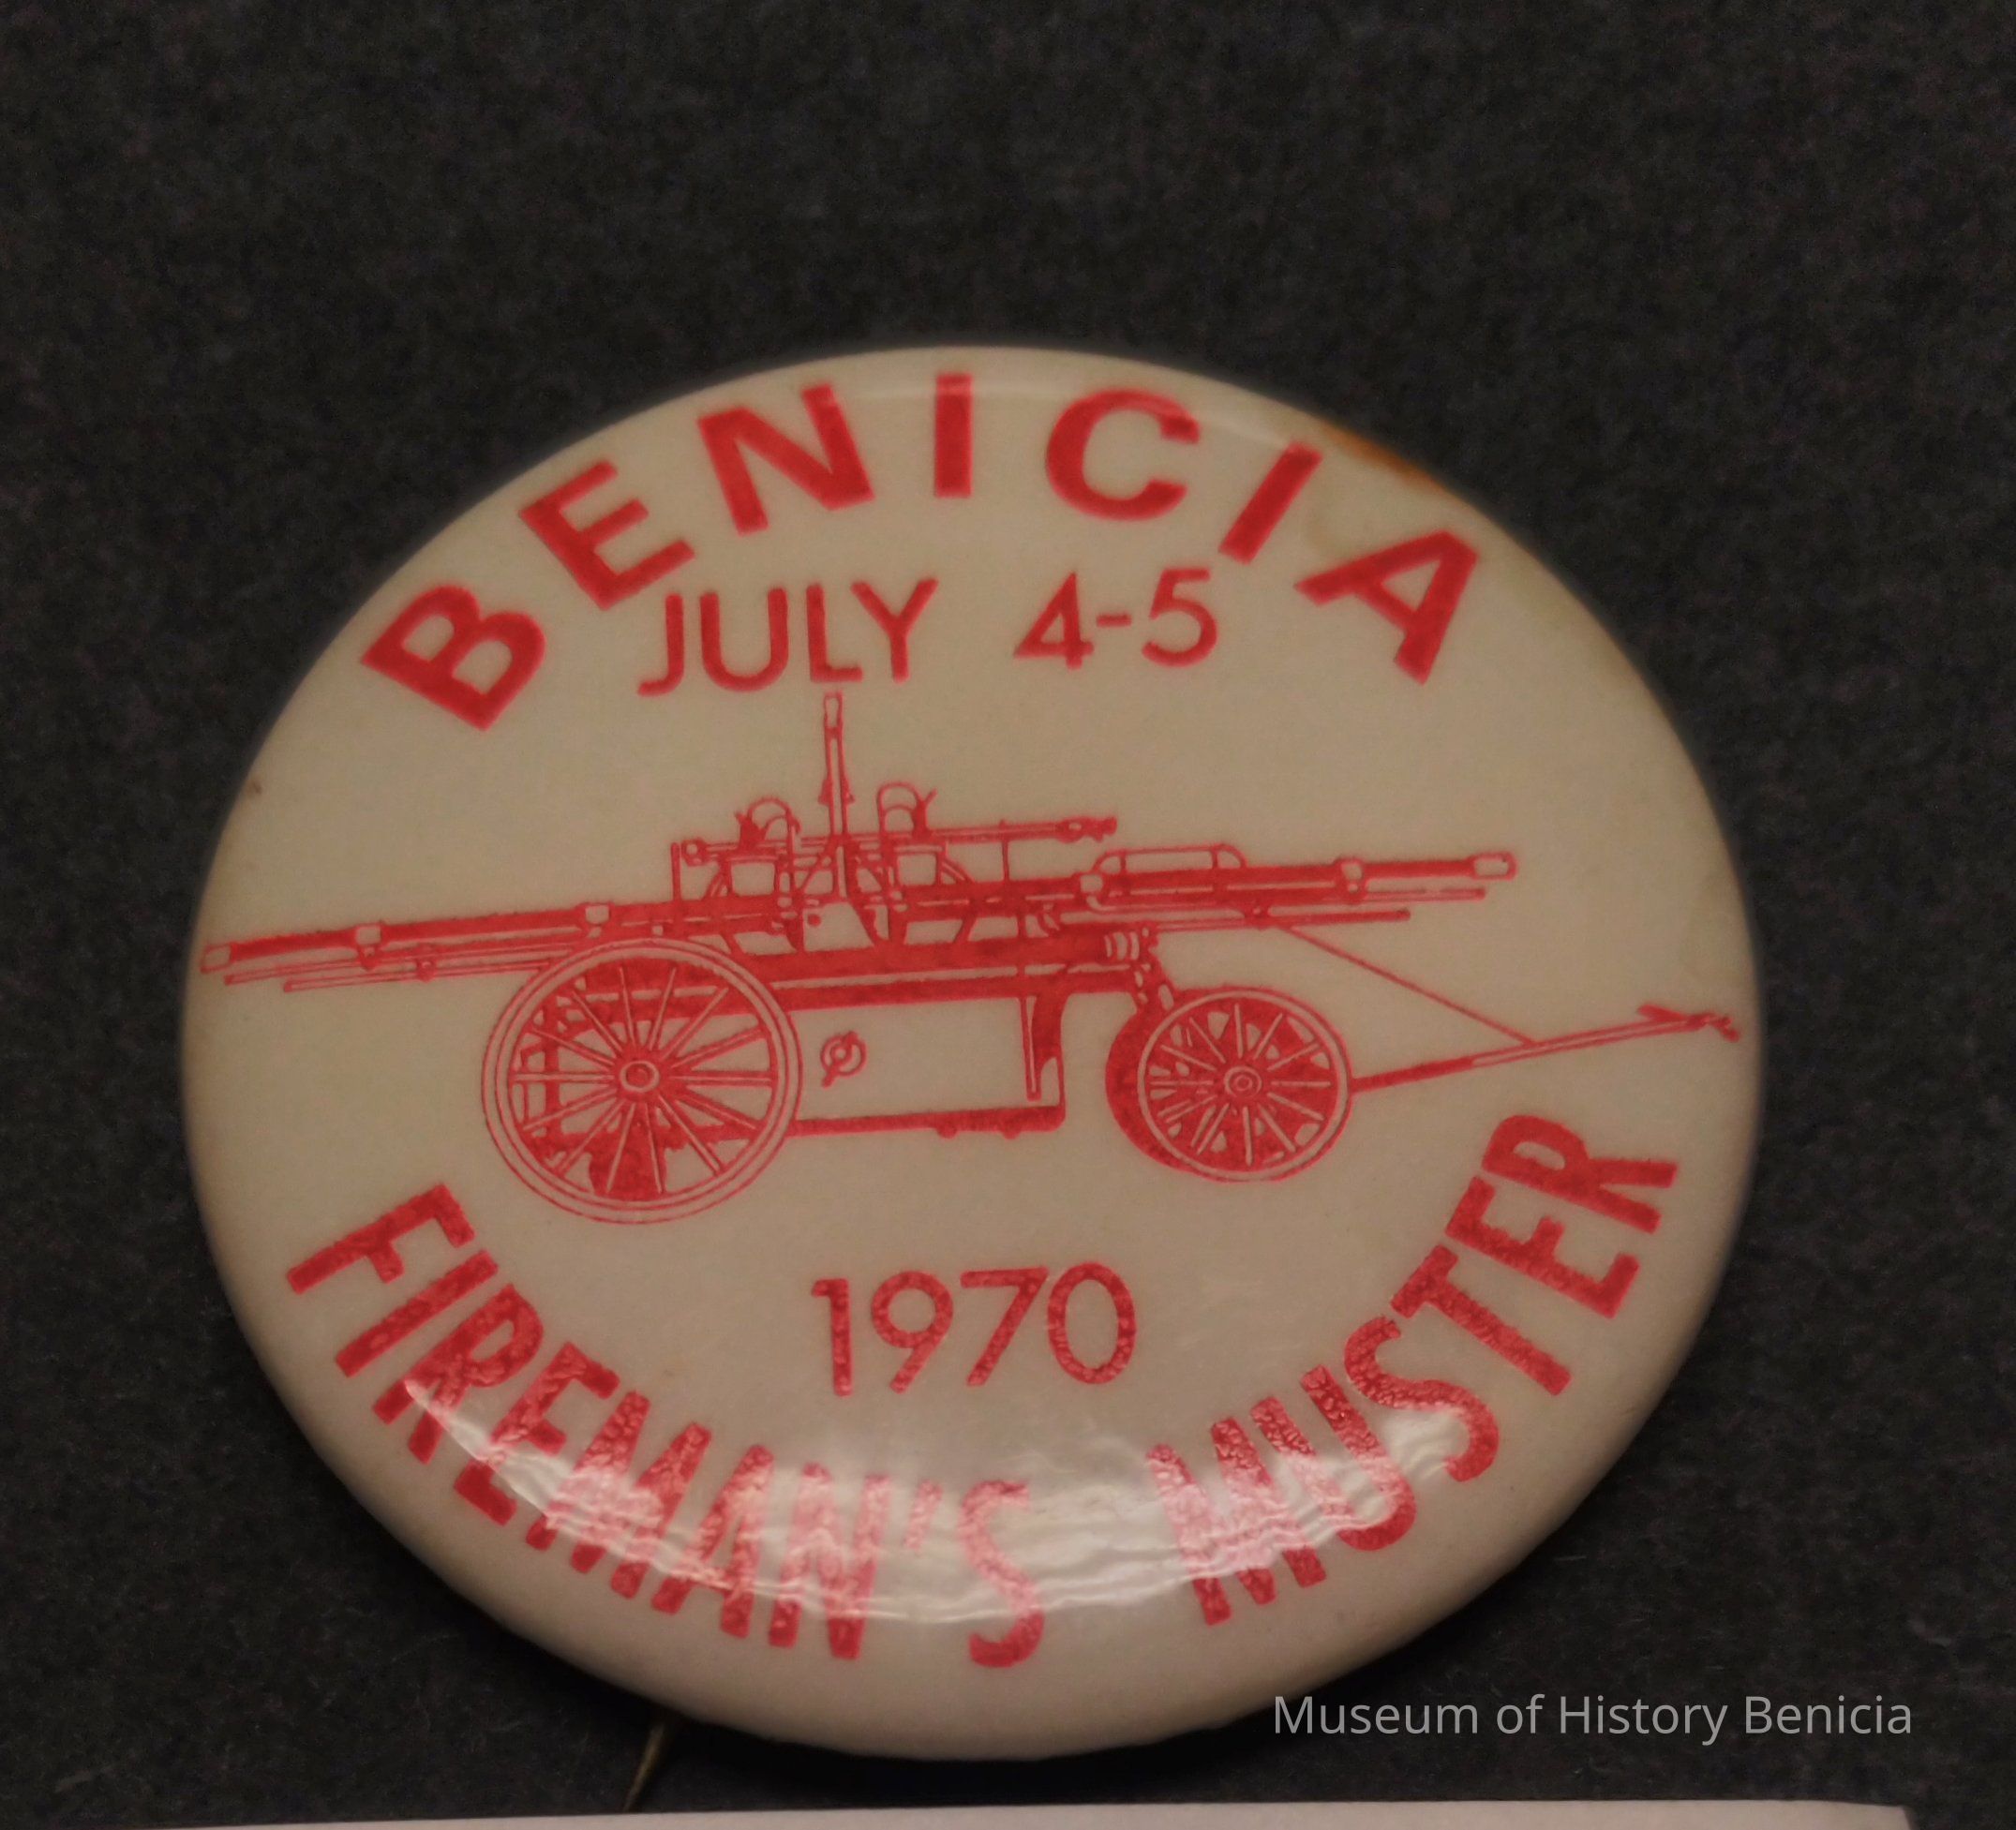 BENICIA
JULY 4-5
1970
FIREMAN'S MUSTER
Museum of History Benicia